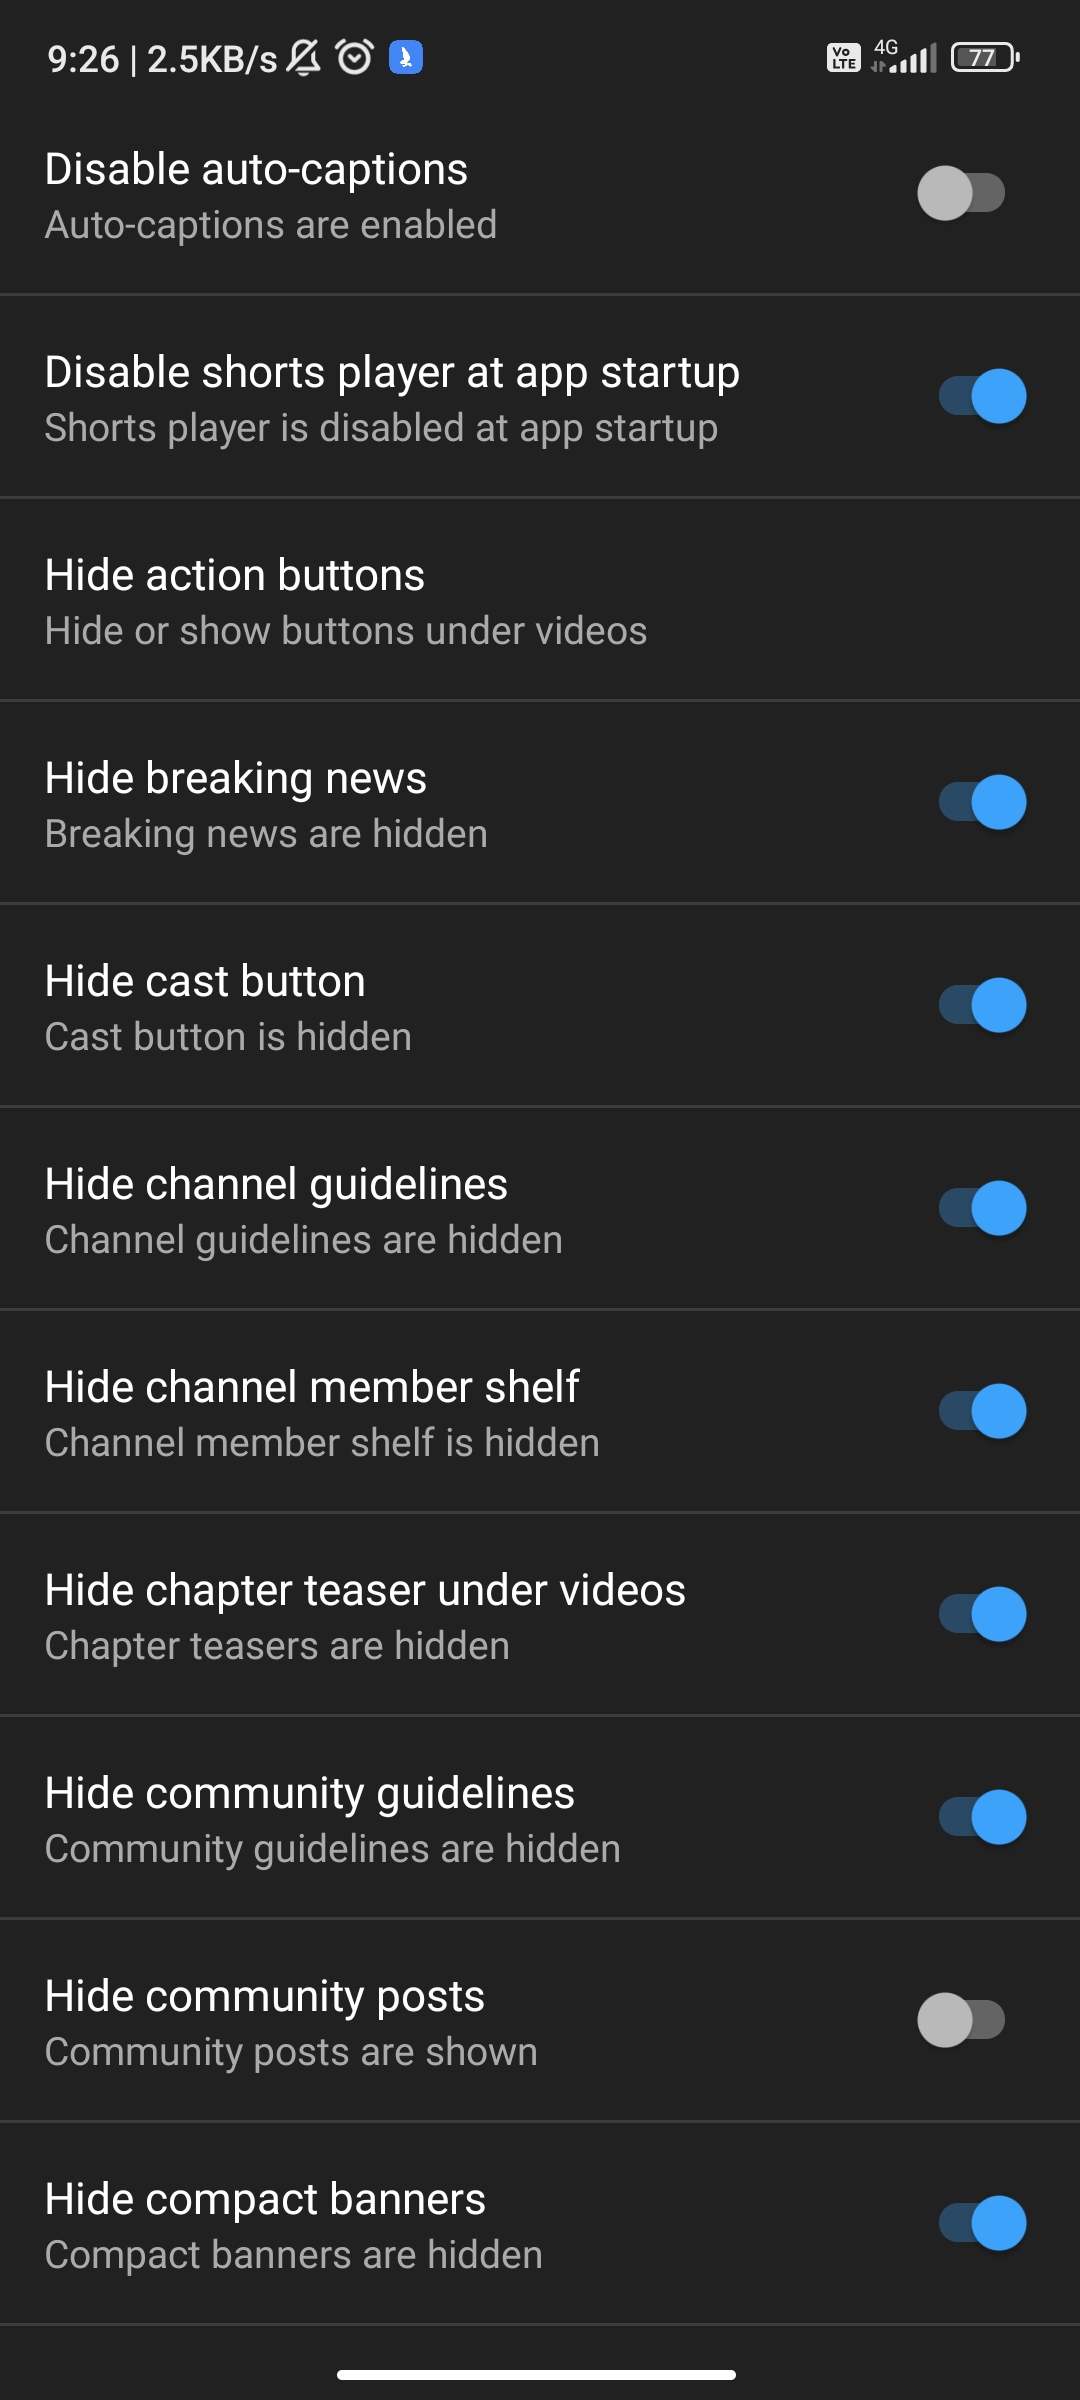 9:26 | 2.5KB/s Vo LTE 4G 77
Disable auto-captions
Auto-captions are enabled
Disable shorts player at app startup
Shorts player is disabled at app startup
Hide action buttons
Hide or show buttons under videos
Hide breaking news
Breaking news are hidden
Hide cast button
Cast button is hidden
Hide channel guidelines
Channel guidelines are hidden
Hide channel member shelf
Channel member shelf is hidden
Hide chapter teaser under videos
Chapter teasers are hidden
Hide community guidelines
Community guidelines are hidden
Hide community posts
Community posts are shown
Hide compact banners
Compact banners are hidden